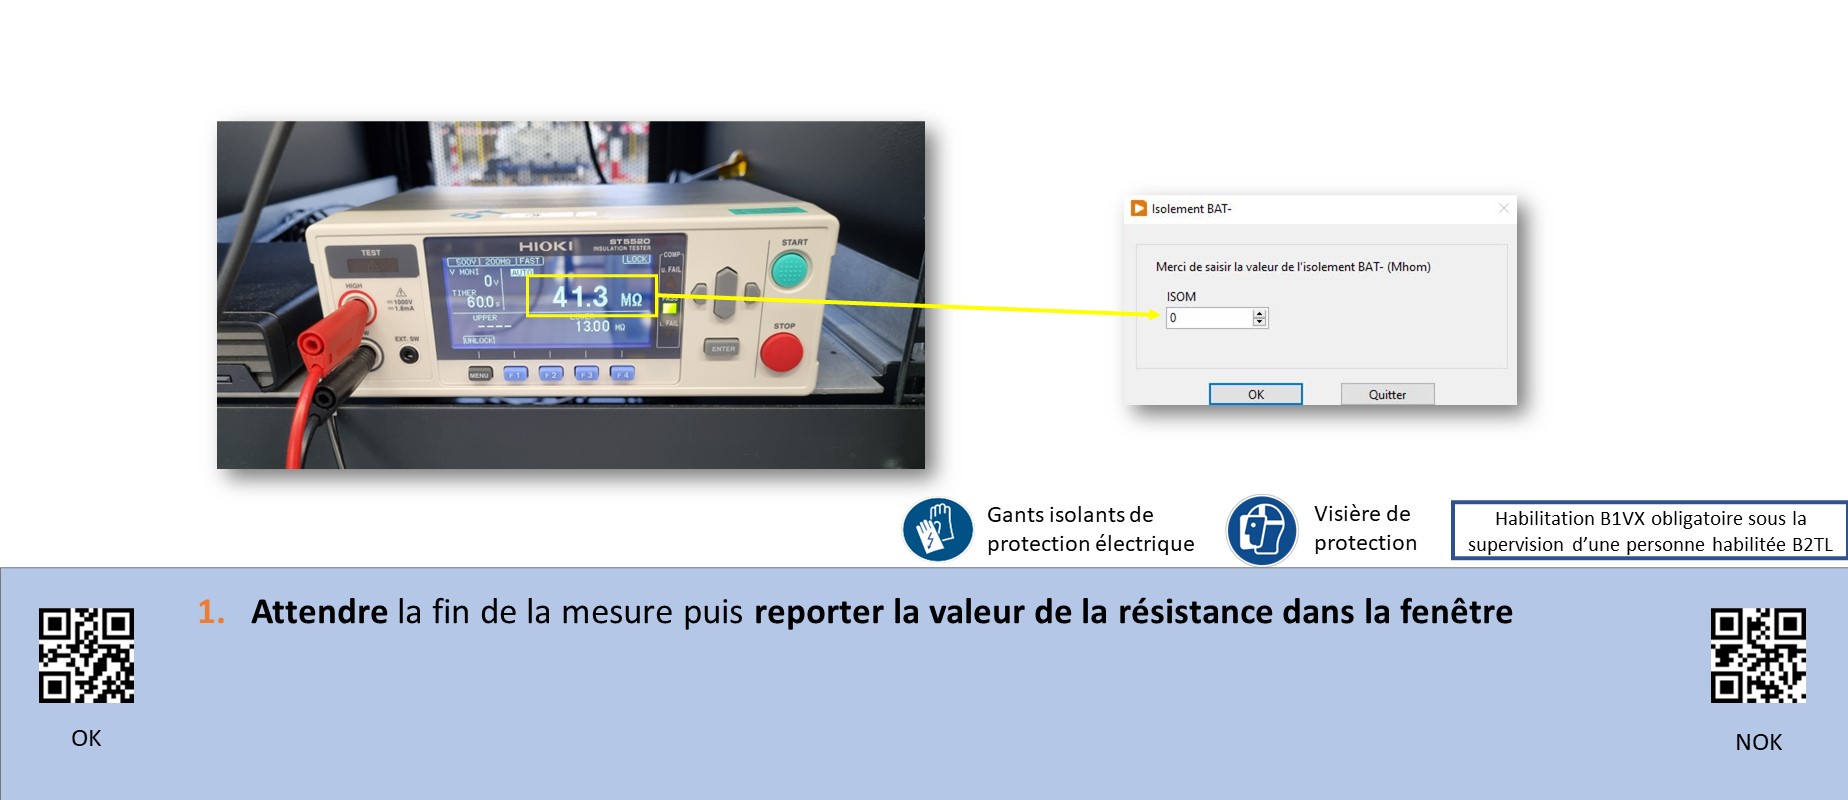 TEST
HIGH
1000V
1.8mA
EXT. SW
HIOKI
ST5520
INSULATION TESTER
500V 200MΩ FAST
LOCK
V MONI
AUTO
0V
TIMER
60.0s
41.3 MΩ
UPPER
LOWER
----
13.00 MΩ
UNLOCK
COMP
U. FAIL
PASS
L. FAIL
MENU
F1
F2
F3
F4
ENTER
START
STOP
Isolement BAT-
Merci de saisir la valeur de l'isolement BAT- (Mhom)
ISOM
0
OK
Quitter
Gants isolants de
protection électrique
Visière de
protection
Habilitation B1VX obligatoire sous la
supervision d'une personne habilitée B2TL
1. Attendre la fin de la mesure puis reporter la valeur de la résistance dans la fenêtre
OK
NOK